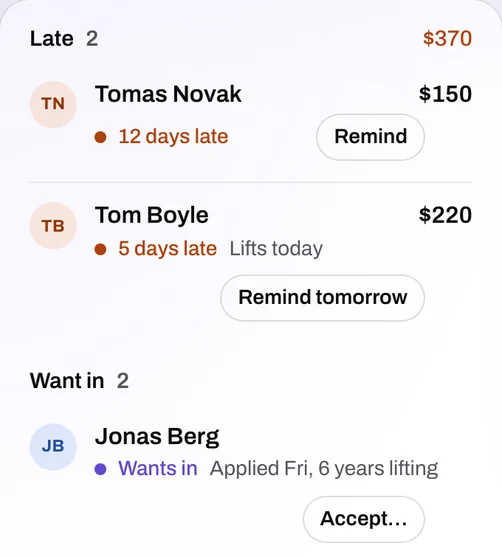 Late 2 $370
TN Tomas Novak $150
12 days late Remind
TB Tom Boyle $220
5 days late Lifts today
Remind tomorrow
Want in 2
JB Jonas Berg
Wants in Applied Fri, 6 years lifting
Accept...